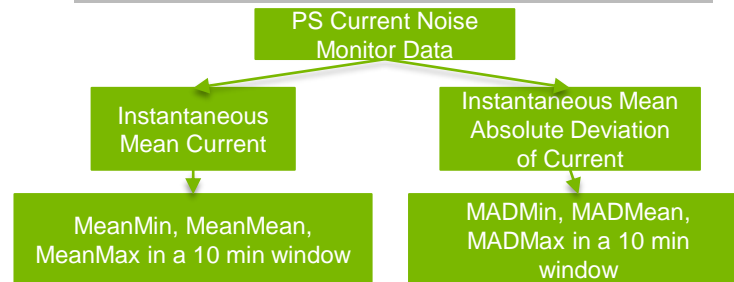 PS Current Noise
Monitor Data
Instantaneous
Mean Current
Instantaneous Mean
Absolute Deviation
of Current
MeanMin, MeanMean,
MeanMax in a 10 min window
MADMin, MADMean,
MADMax in a 10 min
window